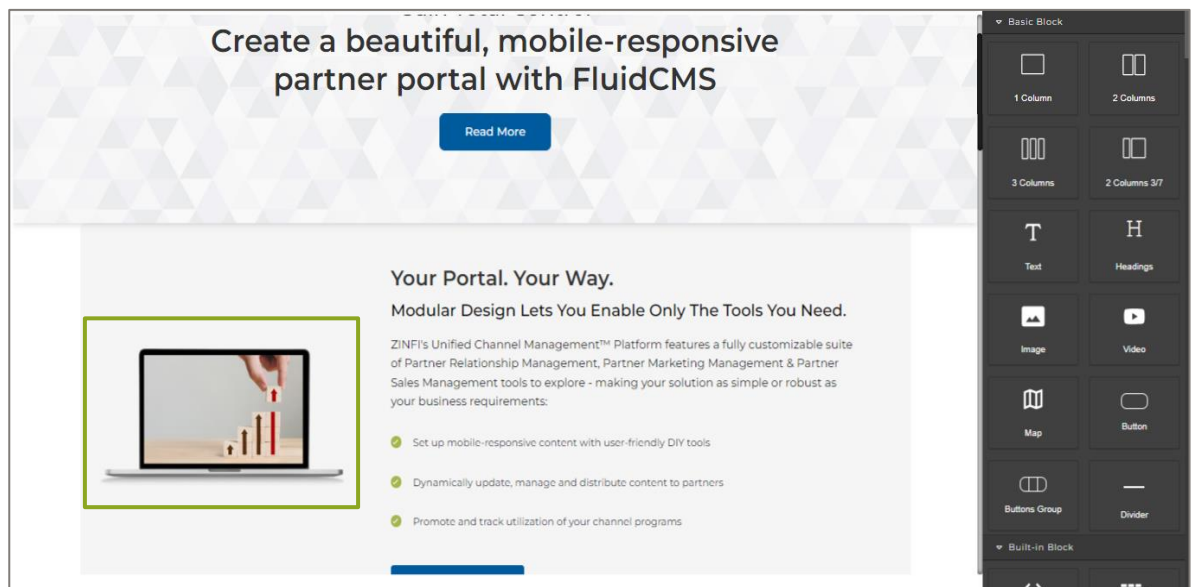 Gain Total Control
Create a beautiful, mobile-responsive
partner portal with FluidCMS
Read More
Your Portal. Your Way.
Modular Design Lets You Enable Only The Tools You Need.
ZINFI's Unified Channel Management™ Platform features a fully customizable suite
of Partner Relationship Management, Partner Marketing Management & Partner
Sales Management tools to explore - making your solution as simple or robust as
your business requirements:
Set up mobile-responsive content with user-friendly DIY tools
Dynamically update, manage and distribute content to partners
Promote and track utilization of your channel programs
Basic Block
1 Column
2 Columns
3 Columns
2 Columns 3/7
Text
Headings
Image
Video
Map
Button
Buttons Group
Divider
Built-in Block